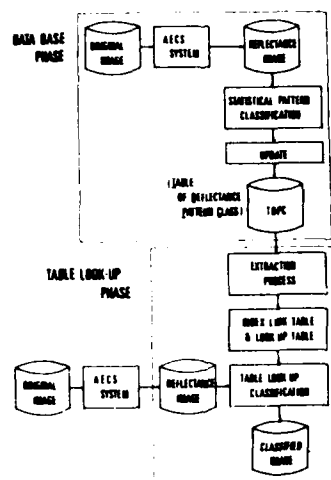 DATA BASE
PHASE
ORIGINAL
IMAGE
AECS
SYSTEM
REFLECTANCE
IMAGE
STATISTICAL PATTERN
CLASSIFICATION
UPDATE
(TABLE
OF REFLECTANCE
PATTERN CLASS)
TRPC
EXTRACTION
PROCESS
TABLE LOOK-UP
PHASE
INDEX LOOK TABLE
& LOOK UP TABLE
ORIGINAL
IMAGE
AECS
SYSTEM
REFLECTANCE
IMAGE
TABLE LOOK UP
CLASSIFICATION
CLASSIFIED
IMAGE